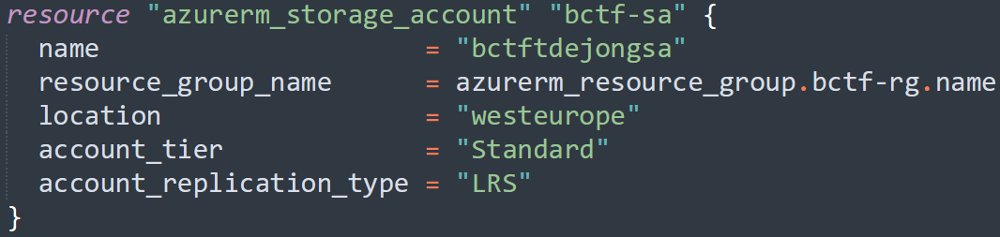 resource "azurerm_storage_account" "bctf-sa" {
  name                     = "bctftdejongsa"
  resource_group_name      = azurerm_resource_group.bctf-rg.name
  location                 = "westeurope"
  account_tier             = "Standard"
  account_replication_type = "LRS"
}